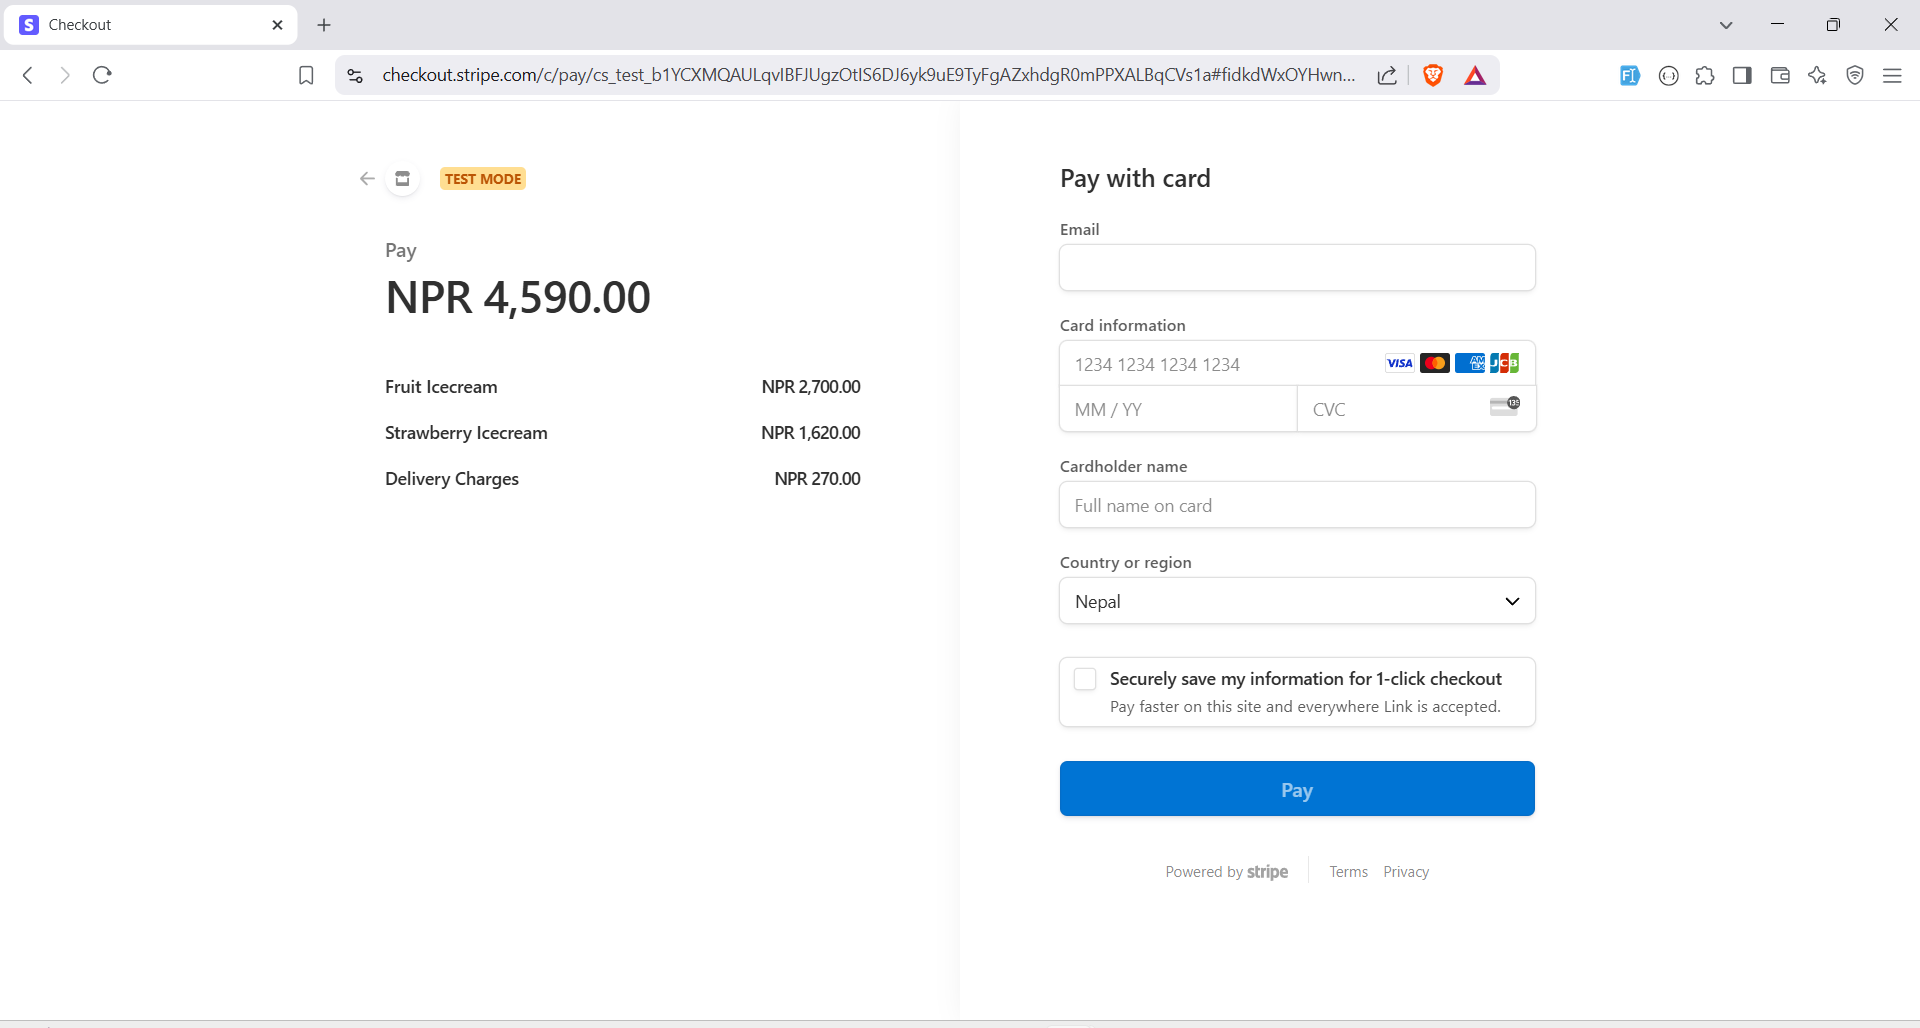 Checkout
checkout.stripe.com/c/pay/cs_test_b1YCXMQAULqvIBFJUgzOtIS6DJ6yk9uE9TyFgAZxhdgR0mPPXALBqCVs1a#fidkdWxOYHwn...
TEST MODE
Pay
NPR 4,590.00
Fruit Icecream NPR 2,700.00
Strawberry Icecream NPR 1,620.00
Delivery Charges NPR 270.00
Pay with card
Email
Card information
1234 1234 1234 1234 VISA AMEX JCB
MM / YY CVC 135
Cardholder name
Full name on card
Country or region
Nepal
Securely save my information for 1-click checkout
Pay faster on this site and everywhere Link is accepted.
Pay
Powered by stripe Terms Privacy